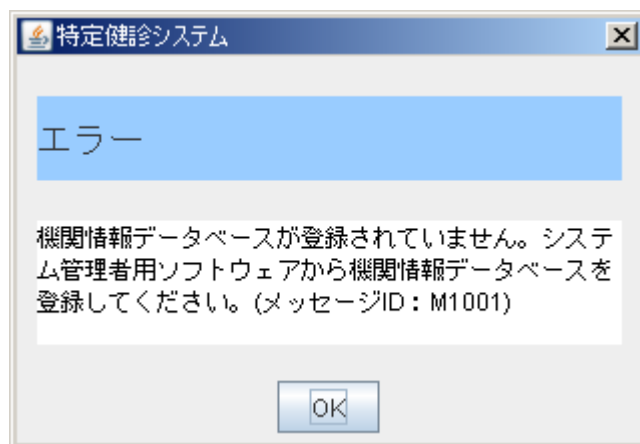 特定健診システム
エラー
機関情報データベースが登録されていません。システ
ム管理者用ソフトウェアから機関情報データベースを
登録してください。(メッセージID：M1001)
OK